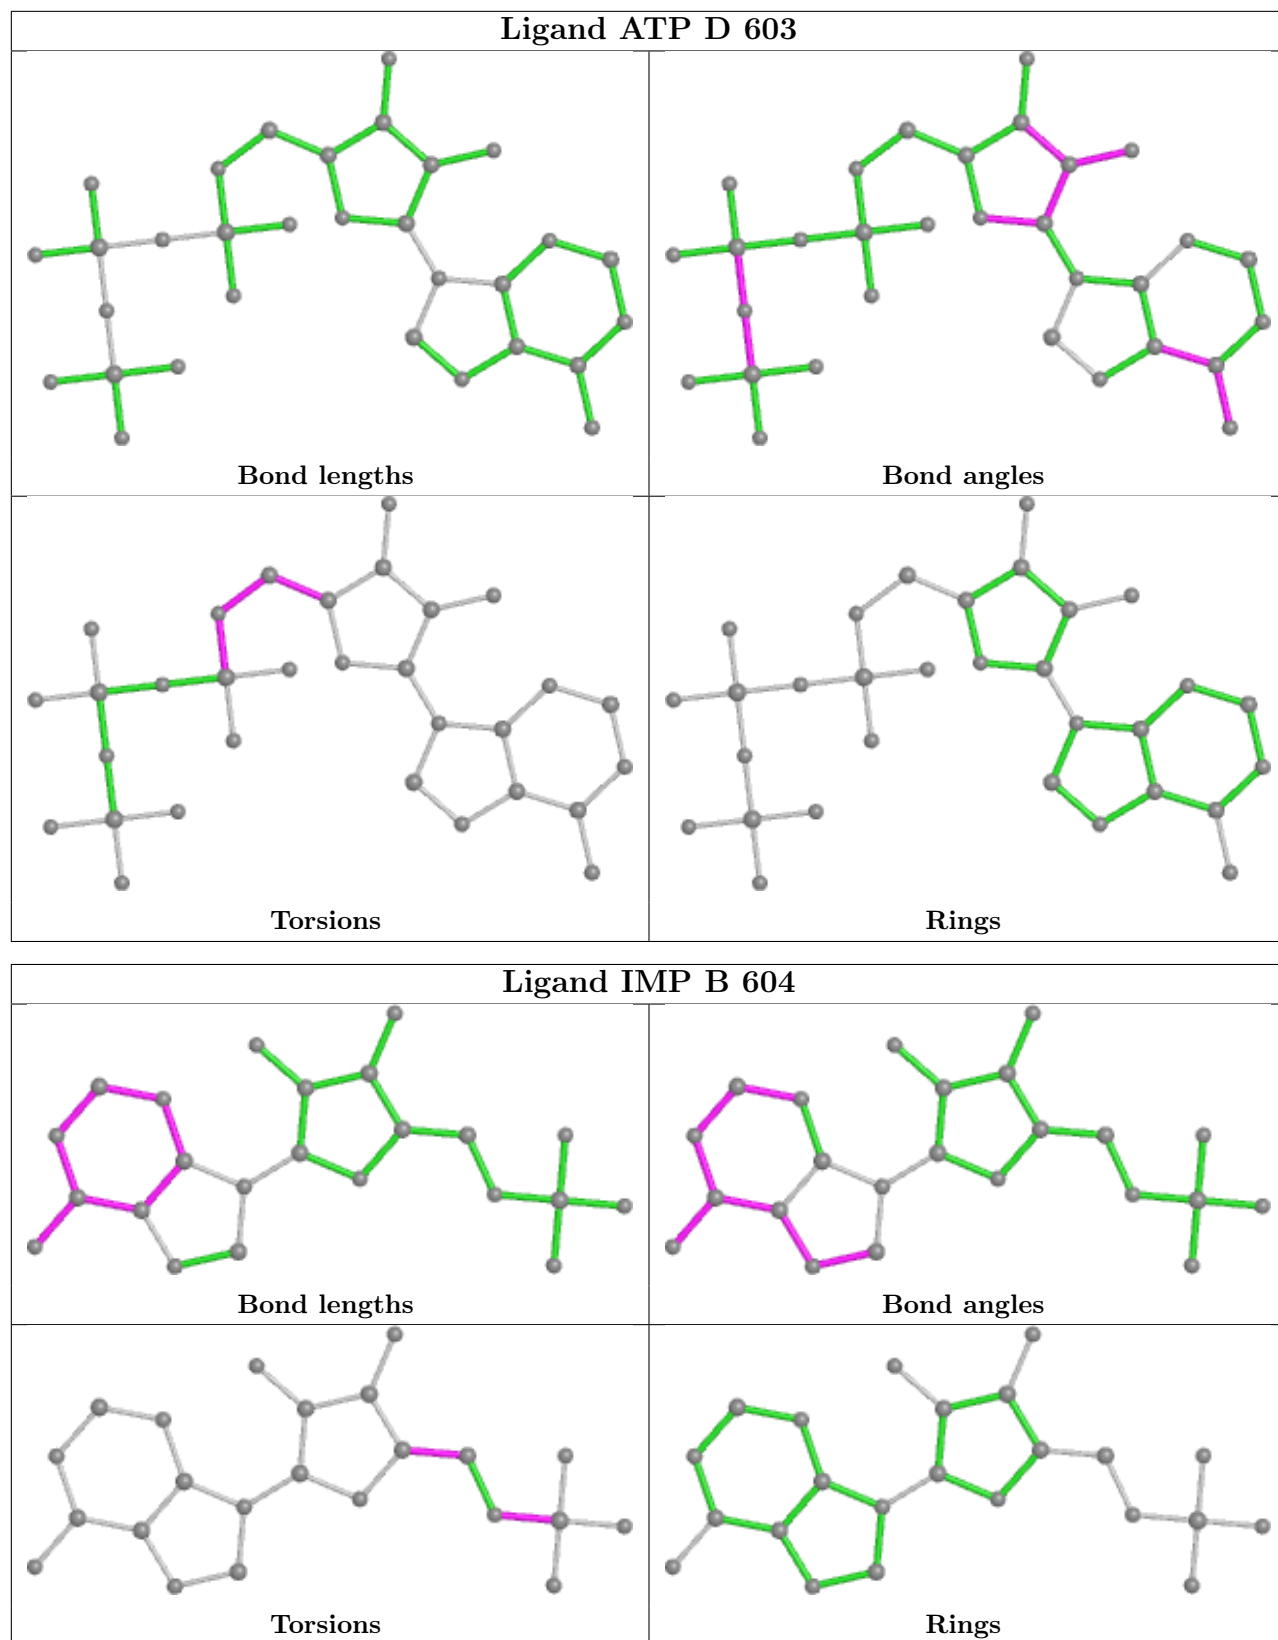 Ligand ATP D 603
Bond lengths
Bond angles
Torsions
Rings
Ligand IMP B 604
Bond lengths
Bond angles
Torsions
Rings